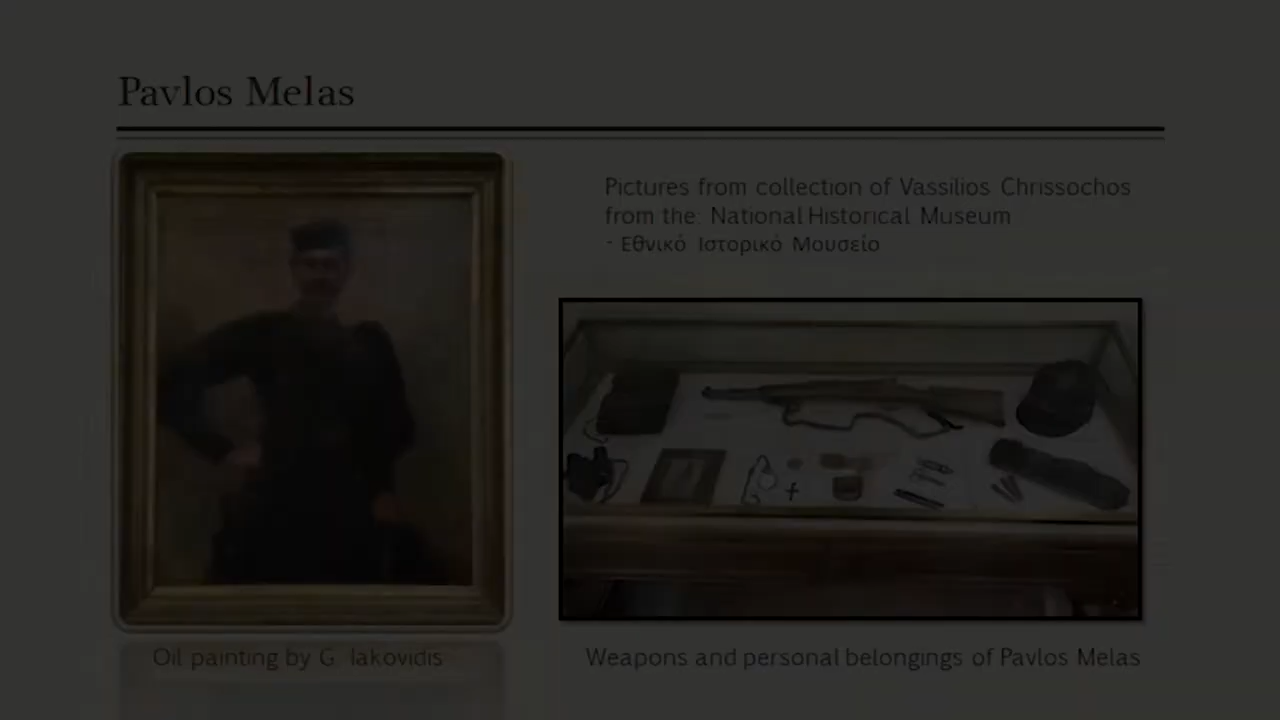 Pavlos Melas
Pictures from collection of Vassilios Chrissochos
from the: National Historical Museum
- Εθνικό Ιστορικό Μουσείο
Oil painting by G. Iakovidis
Weapons and personal belongings of Pavlos Melas